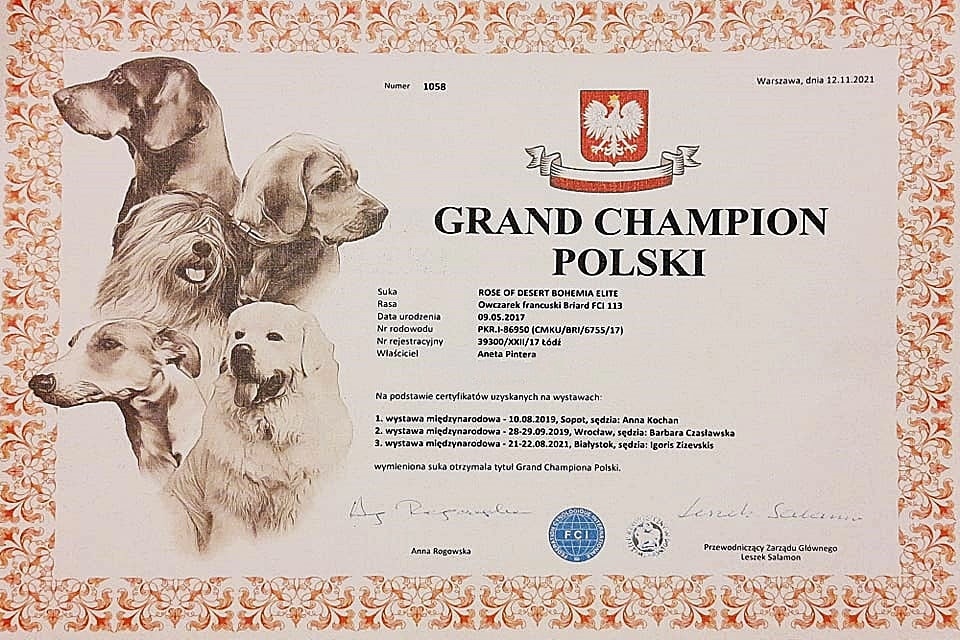 Numer 1058
Warszawa, dnia 12.11.2021
GRAND CHAMPION
POLSKI
Suka ROSE OF DESERT BOHEMIA ELITE
Rasa Owczarek francuski Briard FCI 113
Data urodzenia 09.05.2017
Nr rodowodu PKR.I-86950 (CMKU/BRI/6755/17)
Nr rejestracyjny 39300/XXII/17 Łódź
Właściciel Aneta Pintera
Na podstawie certyfikatów uzyskanych na wystawach:
1. wystawa międzynarodowa - 10.08.2019, Sopot, sędzia: Anna Kochan
2. wystawa międzynarodowa - 28-29.09.2019, Wrocław, sędzia: Barbara Czasławska
3. wystawa międzynarodowa - 21-22.08.2021, Białystok, sędzia: Igoris Zizevskis
wymieniona suka otrzymała tytuł Grand Championa Polski.
Leszek Salamon
FCI
Anna Rogowska
Przewodniczący Zarządu Głównego
Leszek Salamon